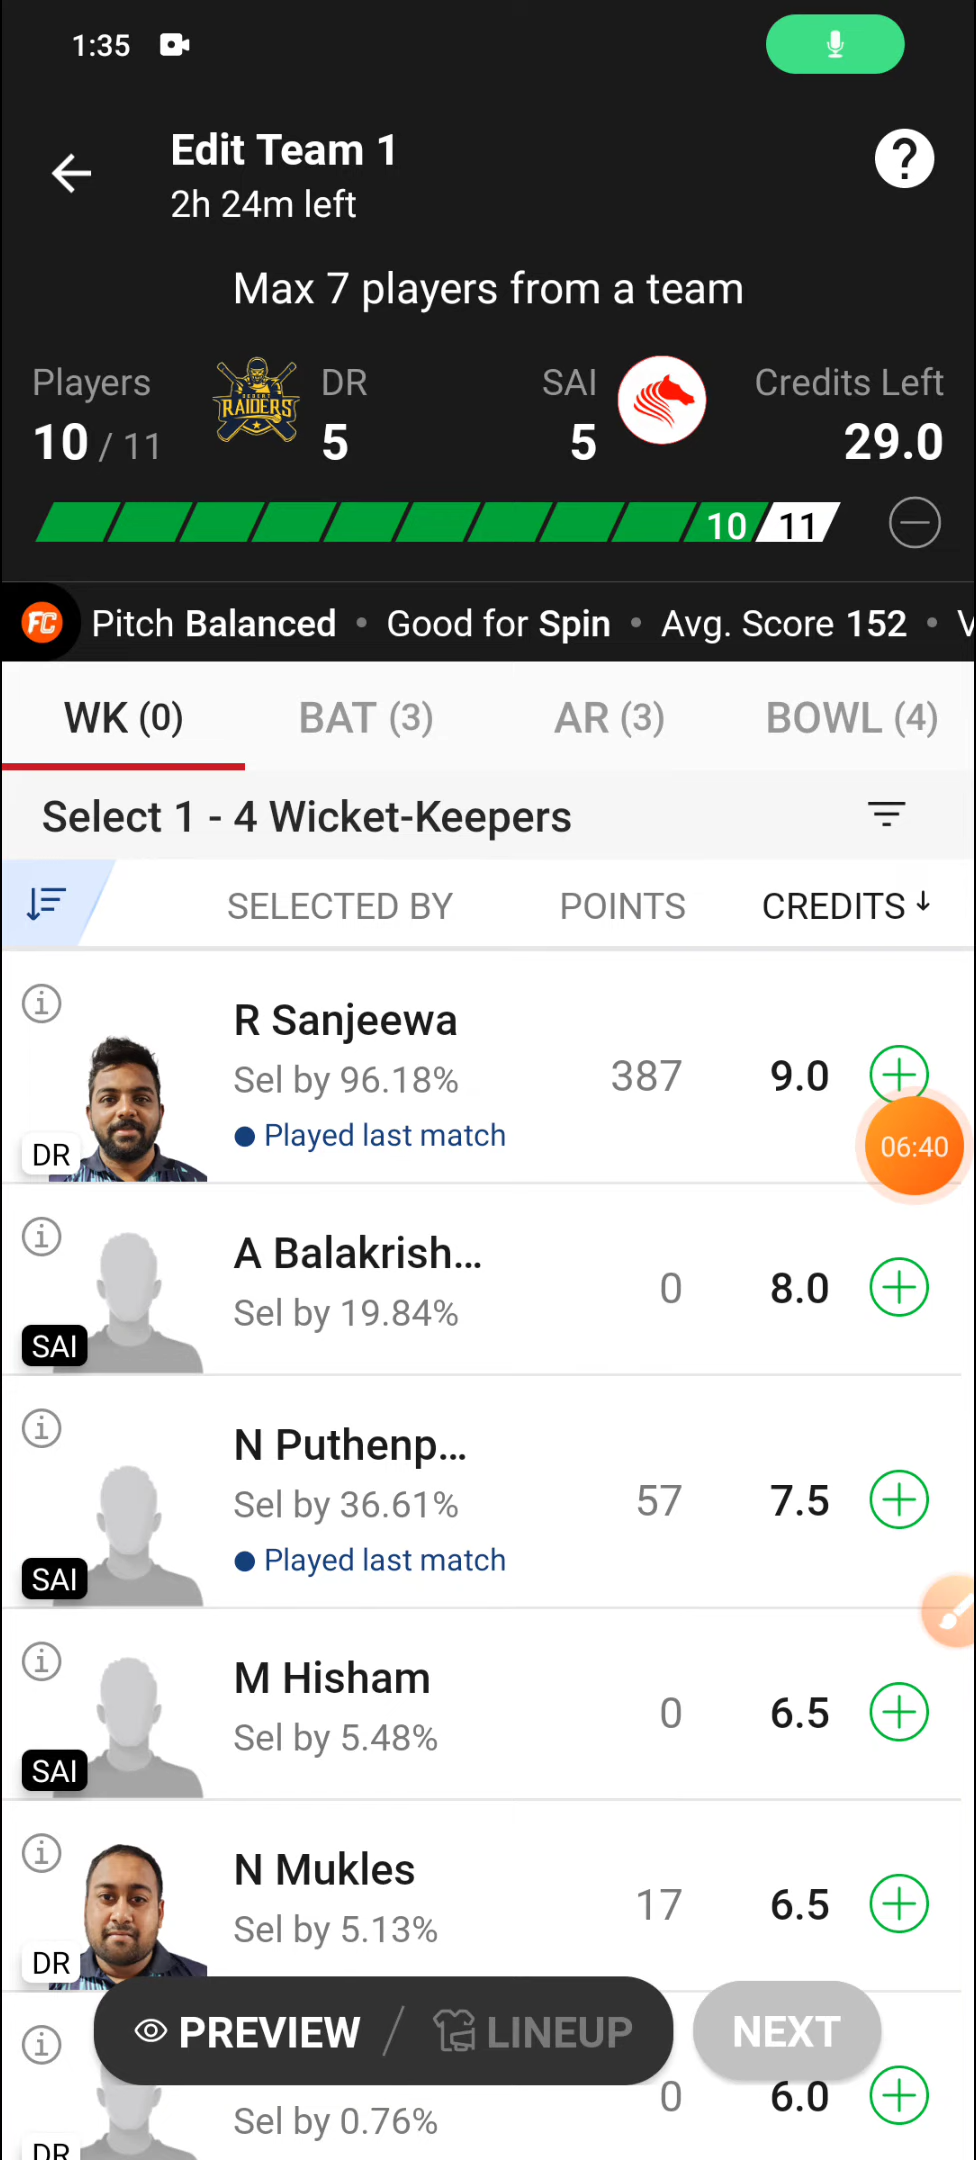 1:35
Edit Team 1
2h 24m left
Max 7 players from a team
Players DR SAI Credits Left
DESERT
RAIDERS
10 / 11 5 5 29.0
10 11
FC Pitch Balanced • Good for Spin • Avg. Score 152 • V
WK (0) BAT (3) AR (3) BOWL (4)
Select 1 - 4 Wicket-Keepers
SELECTED BY POINTS CREDITS ↓
R Sanjeewa
Sel by 96.18% 387 9.0
Played last match
DR
06:40
A Balakrish...
Sel by 19.84% 0 8.0
SAI
N Puthenp...
Sel by 36.61% 57 7.5
Played last match
SAI
M Hisham
Sel by 5.48% 0 6.5
SAI
N Mukles
Sel by 5.13% 17 6.5
DR
PREVIEW / LINEUP NEXT
Sel by 0.76% 0 6.0
DR